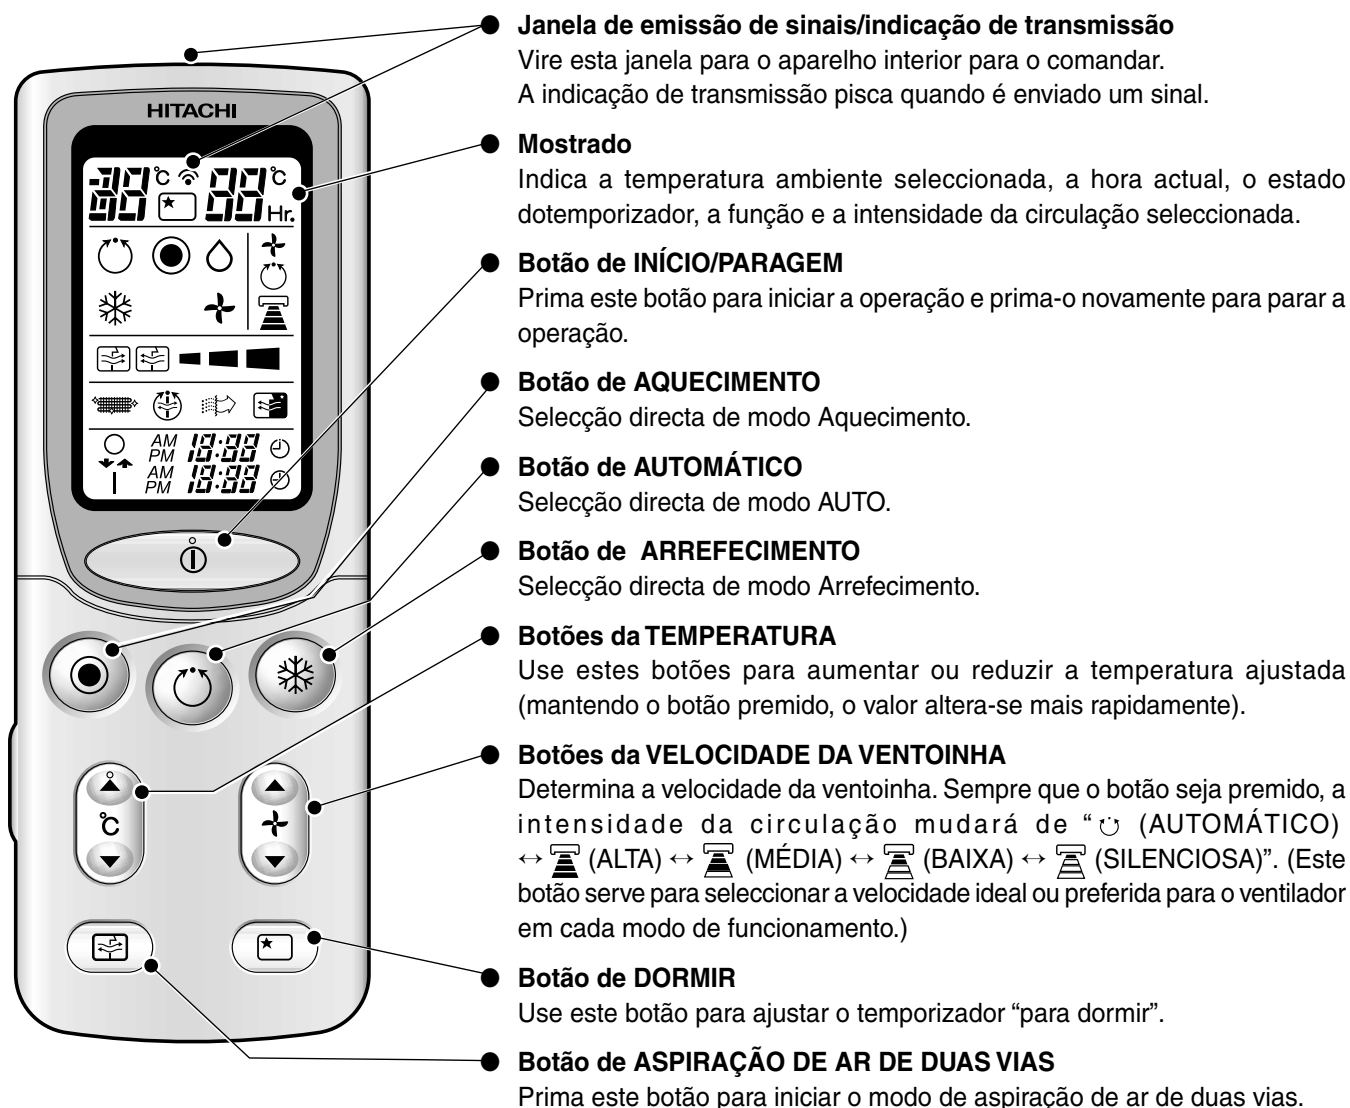 Janela de emissão de sinais/indicação de transmissão
Vire esta janela para o aparelho interior para o comandar.
A indicação de transmissão pisca quando é enviado um sinal.
Mostrado
Indica a temperatura ambiente seleccionada, a hora actual, o estado
dotemporizador, a função e a intensidade da circulação seleccionada.
Botão de INÍCIO/PARAGEM
Prima este botão para iniciar a operação e prima-o novamente para parar a
operação.
Botão de AQUECIMENTO
Selecção directa de modo Aquecimento.
Botão de AUTOMÁTICO
Selecção directa de modo AUTO.
Botão de ARREFECIMENTO
Selecção directa de modo Arrefecimento.
Botões da TEMPERATURA
Use estes botões para aumentar ou reduzir a temperatura ajustada
(mantendo o botão premido, o valor altera-se mais rapidamente).
Botões da VELOCIDADE DA VENTOINHA
Determina a velocidade da ventoinha. Sempre que o botão seja premido, a
intensidade da circulação mudará de “ (AUTOMÁTICO)
↔ (ALTA) ↔ (MÉDIA) ↔ (BAIXA) ↔ (SILENCIOSA)”. (Este
botão serve para seleccionar a velocidade ideal ou preferida para o ventilador
em cada modo de funcionamento.)
Botão de DORMIR
Use este botão para ajustar o temporizador “para dormir”.
Botão de ASPIRAÇÃO DE AR DE DUAS VIAS
Prima este botão para iniciar o modo de aspiração de ar de duas vias.
HITACHI
-38 °C 88 °C
Hr.
AM
PM 18:88
AM
PM 18:88
°C